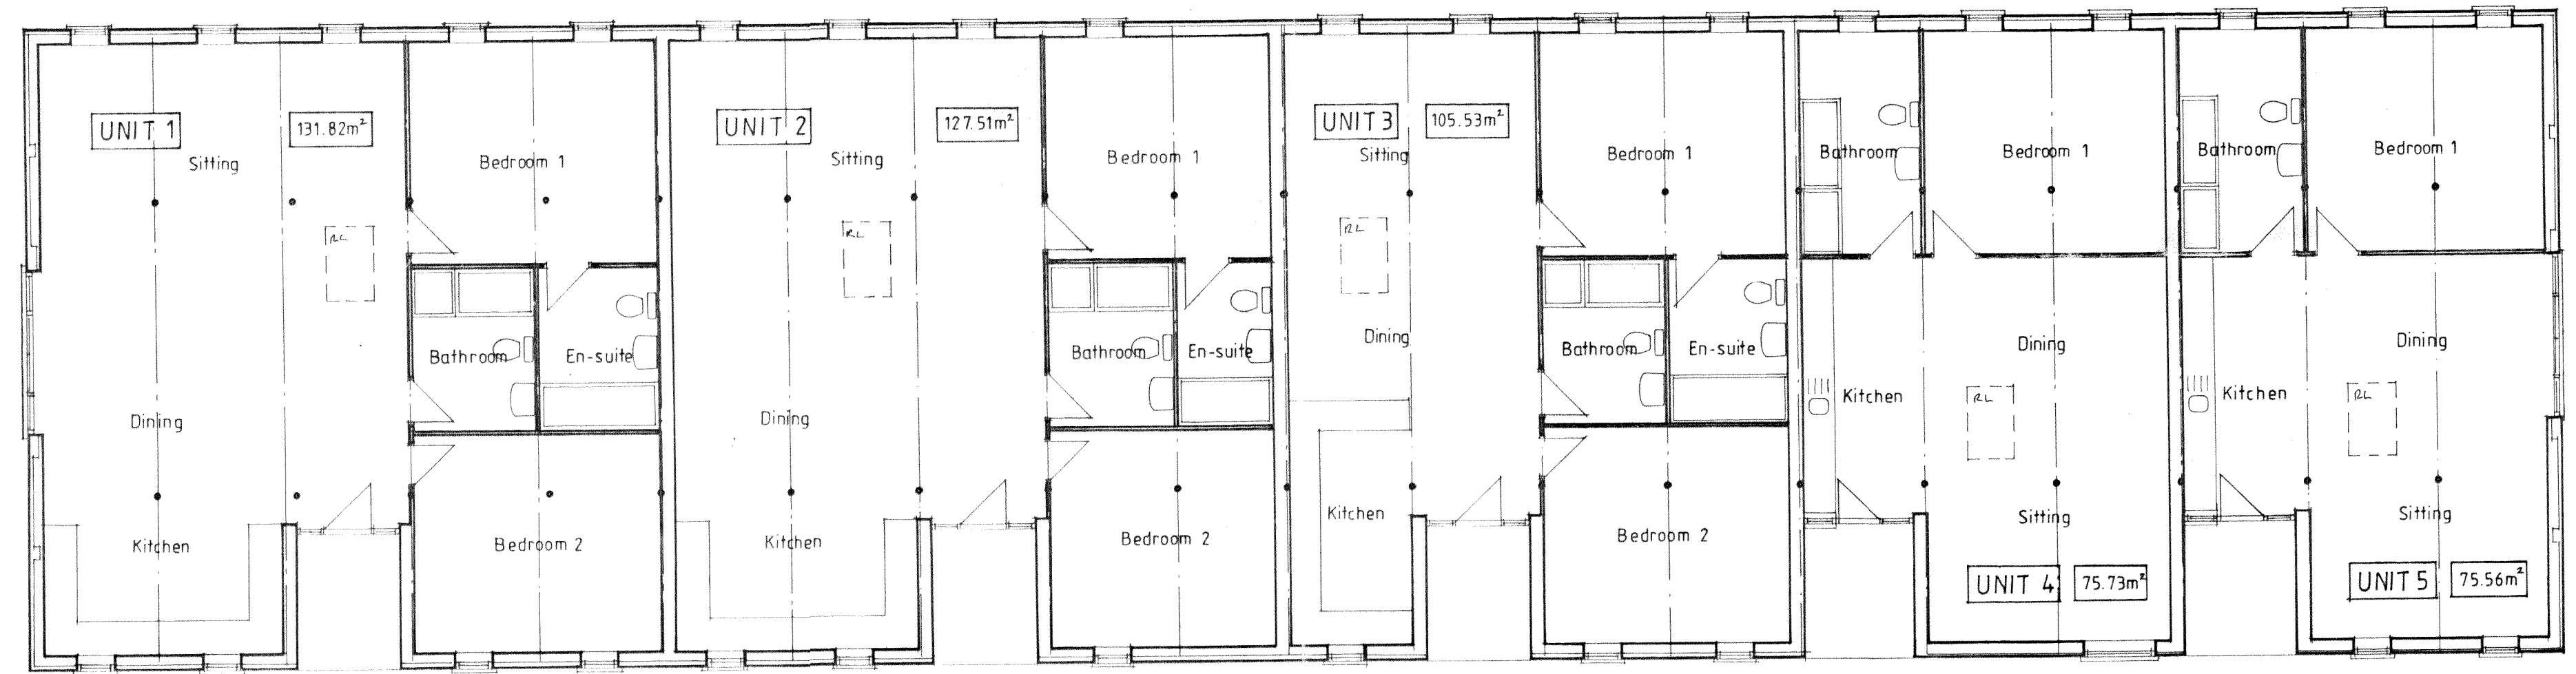 UNIT 1
131.82m²
Sitting
Bedroom 1
RL
Bathroom
En-suite
Dining
Kitchen
Bedroom 2
UNIT 2
127.51m²
Sitting
Bedroom 1
RL
Bathroom
En-suite
Dining
Kitchen
Bedroom 2
UNIT 3
105.53m²
Sitting
Bedroom 1
RL
Dining
Bathroom
En-suite
Kitchen
Bedroom 2
Bathroom
Bedroom 1
Dining
Kitchen
RL
Sitting
UNIT 4
75.73m²
Bathroom
Bedroom 1
Dining
Kitchen
RL
Sitting
UNIT 5
75.56m²